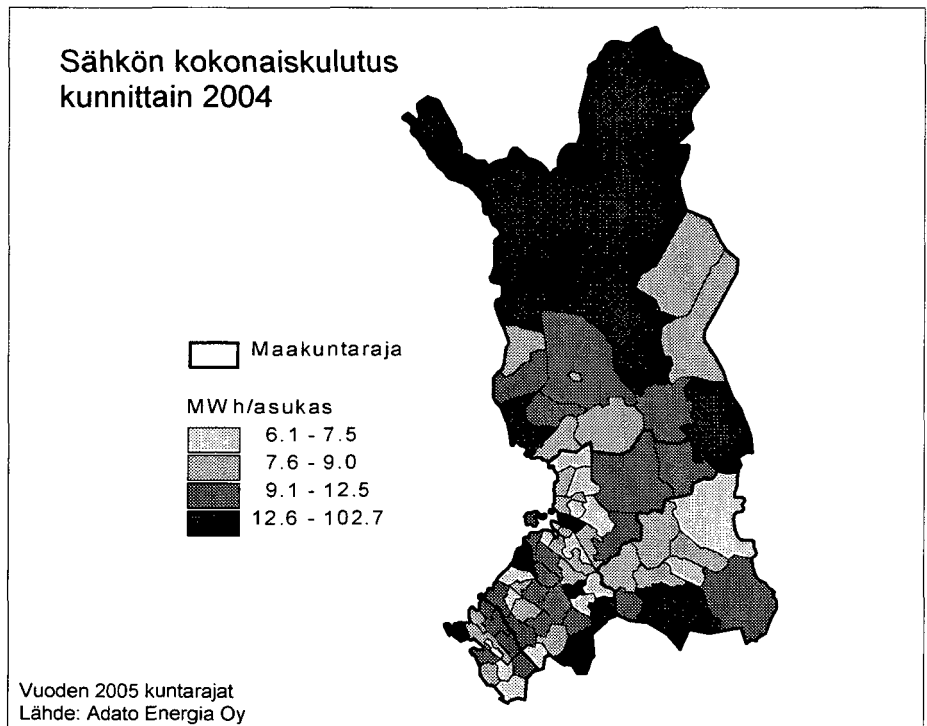 Sähkön kokonaiskulutus
kunnittain 2004
Maakuntaraja
MWh/asukas
6.1 - 7.5
7.6 - 9.0
9.1 - 12.5
12.6 - 102.7
Vuoden 2005 kuntarajat
Lähde: Adato Energia Oy